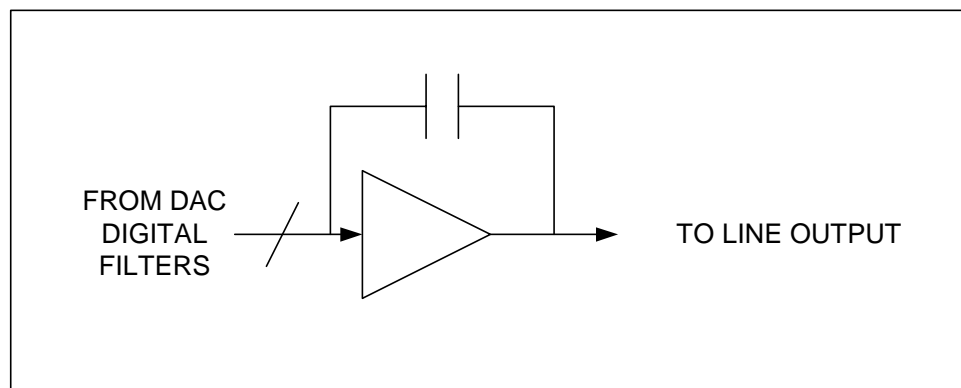 FROM DAC
DIGITAL
FILTERS
TO LINE OUTPUT